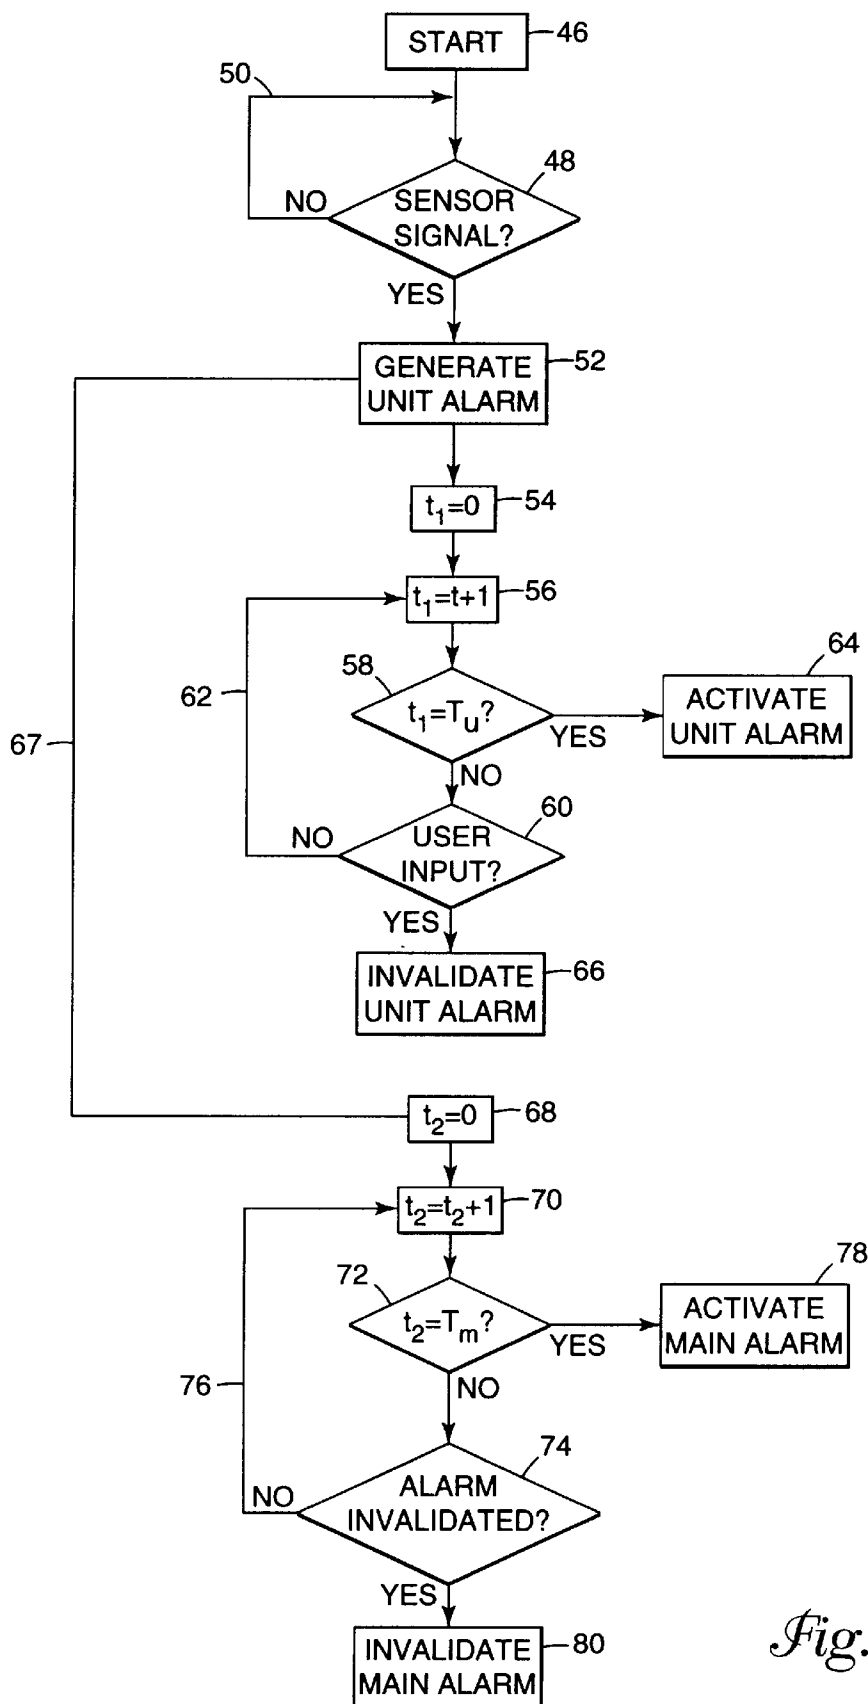 START
46
50
48
SENSOR
SIGNAL?
NO
YES
GENERATE
UNIT ALARM
52
t₁=0
54
t₁=t+1
56
62
58
t₁=Tᵤ?
YES
64
ACTIVATE
UNIT ALARM
67
NO
60
USER
INPUT?
NO
YES
INVALIDATE
UNIT ALARM
66
t₂=0
68
t₂=t₂+1
70
72
t₂=Tₘ?
YES
78
ACTIVATE
MAIN ALARM
76
NO
74
ALARM
INVALIDATED?
NO
YES
INVALIDATE
MAIN ALARM
80
Fig.